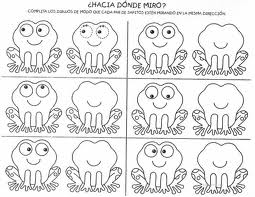 ¿HACIA DÓNDE MIRO?
COMPLETA LOS DIBUJOS DE MODO QUE CADA PAR DE SAPITOS ESTÉN MIRANDO EN LA MISMA DIRECCIÓN